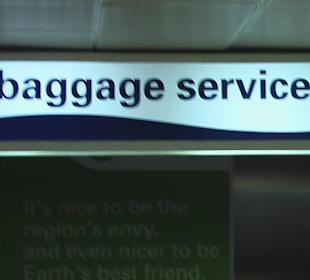 baggage service
It's nice to be the
region's envy,
and even nicer to be
Earth's best friend.